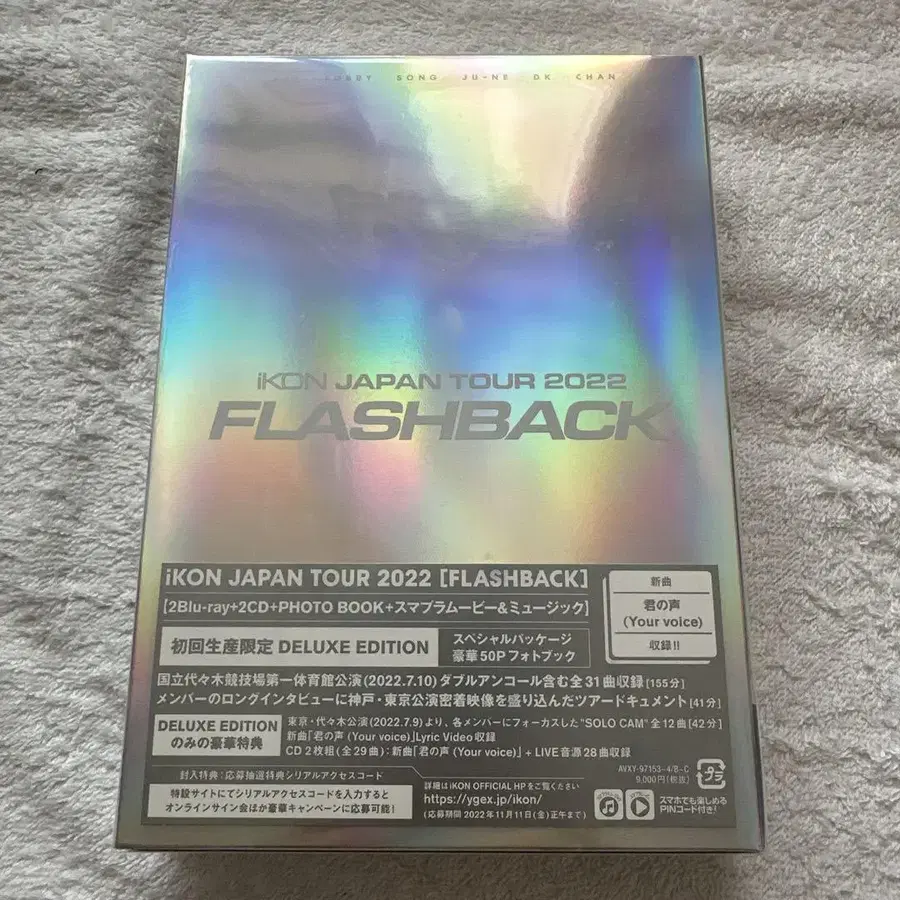 BOBBY SONG JU-NE DK CHAN
iKON JAPAN TOUR 2022
FLASHBACK
iKON JAPAN TOUR 2022 [FLASHBACK]
[2Blu-ray+2CD+PHOTO BOOK+スマプラムービー&ミュージック]
新曲
君の声
(Your voice)
収録!!
初回生産限定 DELUXE EDITION
スペシャルパッケージ
豪華50Pフォトブック
国立代々木競技場第一体育館公演(2022.7.10) ダブルアンコール含む全31曲収録[155分]
メンバーのロングインタビューに神戸・東京公演密着映像を盛り込んだツアードキュメント[41分]
DELUXE EDITION
のみの豪華特典
東京・代々木公演(2022.7.9)より、各メンバーにフォーカスした"SOLO CAM"全12曲[42分]
新曲「君の声(Your voice)」Lyric Video収録
CD 2枚組(全29曲):新曲「君の声(Your voice)」+LIVE音源28曲収録
封入特典:応募抽選特典シリアルアクセスコード
特設サイトにてシリアルアクセスコードを入力すると
オンラインサイン会ほか豪華キャンペーンに応募可能!
詳細はiKON OFFICIAL HPをご覧ください
https://ygex.jp/ikon/
(応募期間 2022年11月11日(金)正午まで)
AVXY-97153~4/B~C
9,000円(税抜)
プラ
スマホでも楽しめる
PINコード付き!